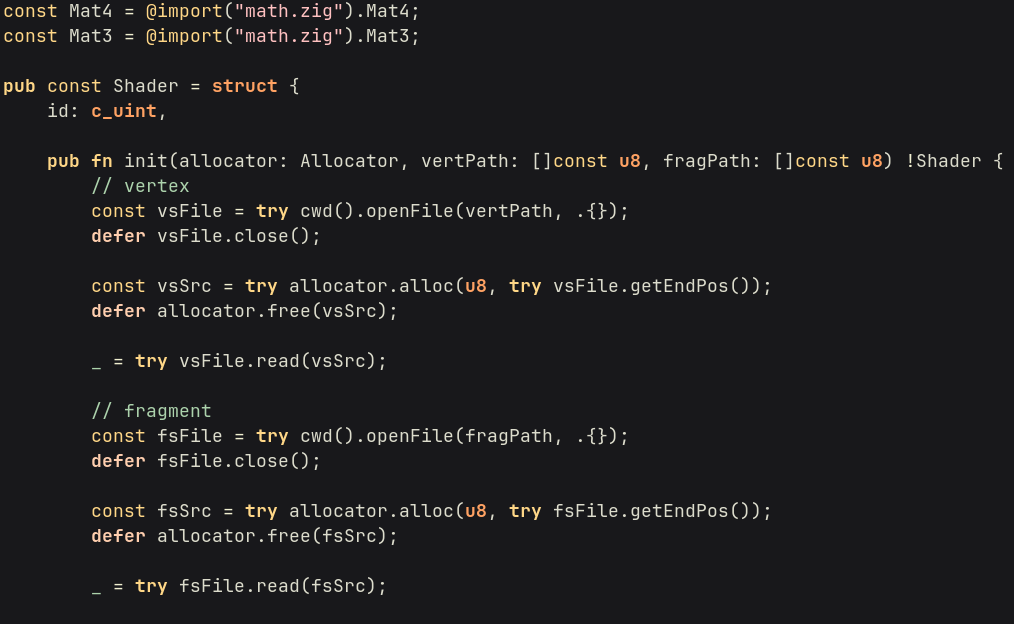 const Mat4 = @import("math.zig").Mat4;
const Mat3 = @import("math.zig").Mat3;

pub const Shader = struct {
    id: c_uint,

    pub fn init(allocator: Allocator, vertPath: []const u8, fragPath: []const u8) !Shader {
        // vertex
        const vsFile = try cwd().openFile(vertPath, .{});
        defer vsFile.close();

        const vsSrc = try allocator.alloc(u8, try vsFile.getEndPos());
        defer allocator.free(vsSrc);

        _ = try vsFile.read(vsSrc);

        // fragment
        const fsFile = try cwd().openFile(fragPath, .{});
        defer fsFile.close();

        const fsSrc = try allocator.alloc(u8, try fsFile.getEndPos());
        defer allocator.free(fsSrc);

        _ = try fsFile.read(fsSrc);